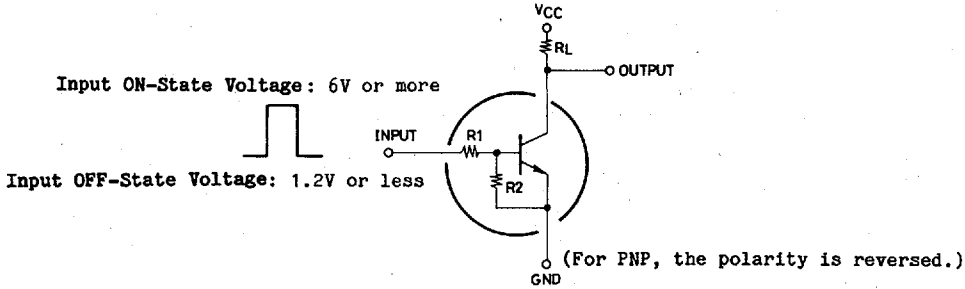 VCC
RL
OUTPUT
Input ON-State Voltage: 6V or more
INPUT
R1
Input OFF-State Voltage: 1.2V or less
R2
(For PNP, the polarity is reversed.)
GND